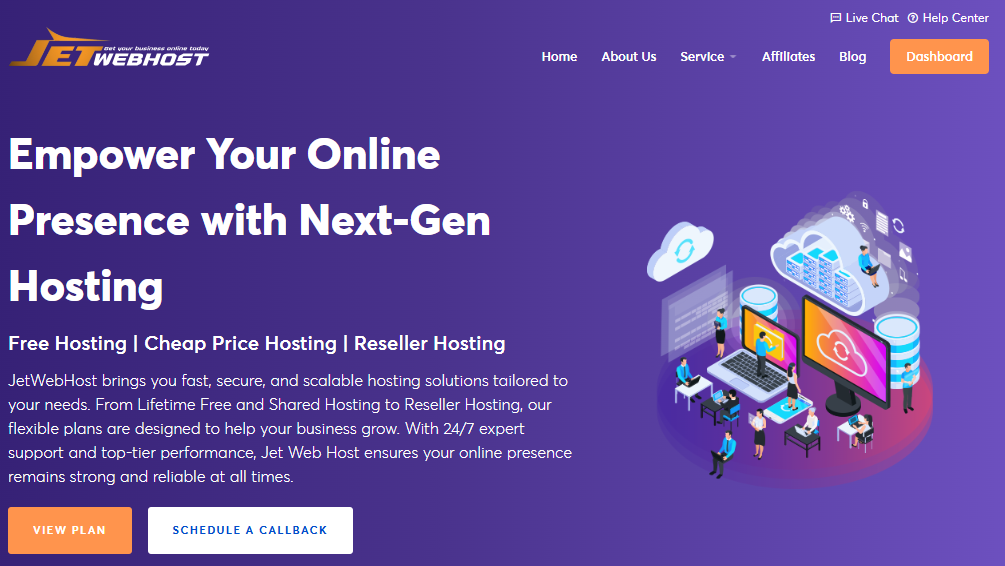 Live Chat Help Center
Get your business online today
JETWEBHOST
Home About Us Service Affiliates Blog Dashboard
Empower Your Online
Presence with Next-Gen
Hosting
Free Hosting | Cheap Price Hosting | Reseller Hosting
JetWebHost brings you fast, secure, and scalable hosting solutions tailored to
your needs. From Lifetime Free and Shared Hosting to Reseller Hosting, our
flexible plans are designed to help your business grow. With 24/7 expert
support and top-tier performance, Jet Web Host ensures your online presence
remains strong and reliable at all times.
VIEW PLAN SCHEDULE A CALLBACK